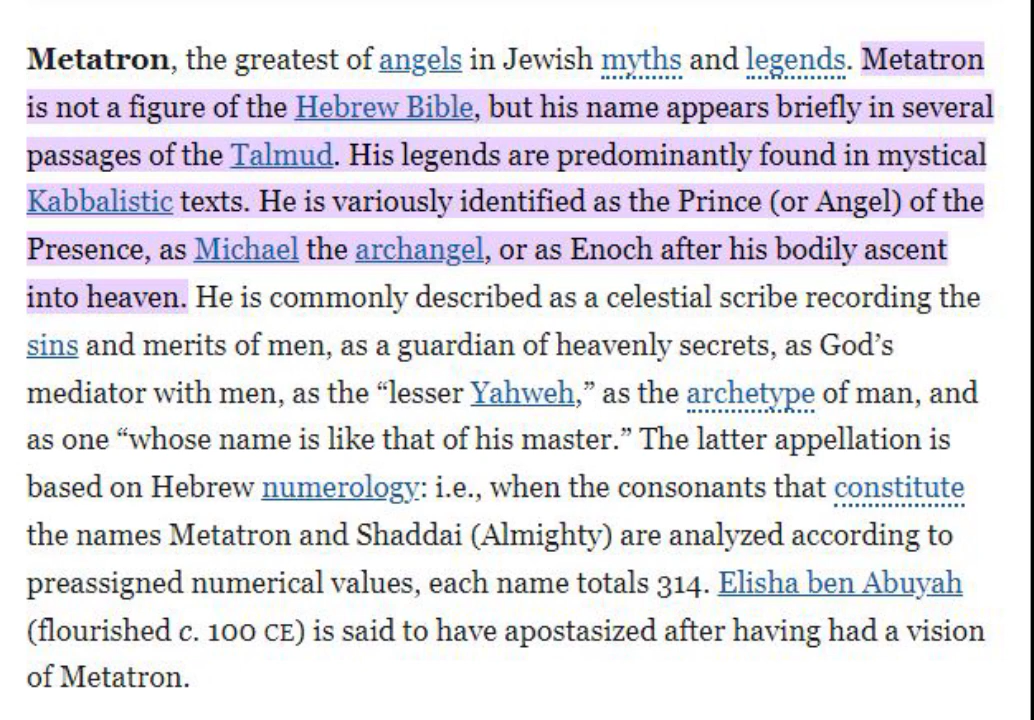 Metatron, the greatest of angels in Jewish myths and legends. Metatron
is not a figure of the Hebrew Bible, but his name appears briefly in several
passages of the Talmud. His legends are predominantly found in mystical
Kabbalistic texts. He is variously identified as the Prince (or Angel) of the
Presence, as Michael the archangel, or as Enoch after his bodily ascent
into heaven. He is commonly described as a celestial scribe recording the
sins and merits of men, as a guardian of heavenly secrets, as God’s
mediator with men, as the “lesser Yahweh,” as the archetype of man, and
as one “whose name is like that of his master.” The latter appellation is
based on Hebrew numerology: i.e., when the consonants that constitute
the names Metatron and Shaddai (Almighty) are analyzed according to
preassigned numerical values, each name totals 314. Elisha ben Abuyah
(flourished c. 100 CE) is said to have apostasized after having had a vision
of Metatron.